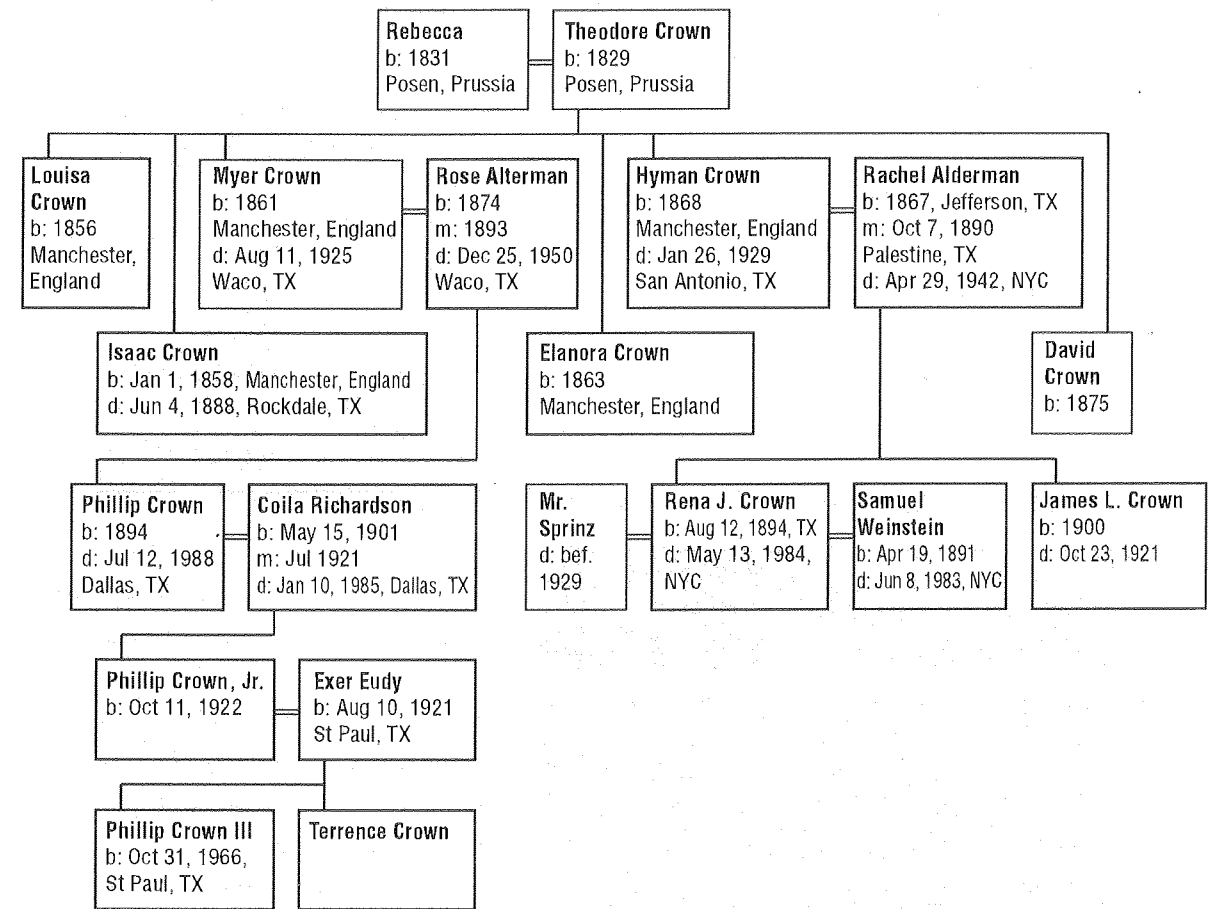 Rebecca
b: 1831
Posen, Prussia
Theodore Crown
b: 1829
Posen, Prussia
Louisa
Crown
b: 1856
Manchester,
England
Myer Crown
b: 1861
Manchester, England
d: Aug 11, 1925
Waco, TX
Rose Alterman
b: 1874
m: 1893
d: Dec 25, 1950
Waco, TX
Hyman Crown
b: 1868
Manchester, England
d: Jan 26, 1929
San Antonio, TX
Rachel Alderman
b: 1867, Jefferson, TX
m: Oct 7, 1890
Palestine, TX
d: Apr 29, 1942, NYC
Isaac Crown
b: Jan 1, 1858, Manchester, England
d: Jun 4, 1888, Rockdale, TX
Elanora Crown
b: 1863
Manchester, England
David
Crown
b: 1875
Phillip Crown
b: 1894
d: Jul 12, 1988
Dallas, TX
Coila Richardson
b: May 15, 1901
m: Jul 1921
d: Jan 10, 1985, Dallas, TX
Mr.
Sprinz
d: bef.
1929
Rena J. Crown
b: Aug 12, 1894, TX
d: May 13, 1984,
NYC
Samuel
Weinstein
b: Apr 19, 1891
d: Jun 8, 1983, NYC
James L. Crown
b: 1900
d: Oct 23, 1921
Phillip Crown, Jr.
b: Oct 11, 1922
Exer Eudy
b: Aug 10, 1921
St Paul, TX
Phillip Crown III
b: Oct 31, 1966,
St Paul, TX
Terrence Crown